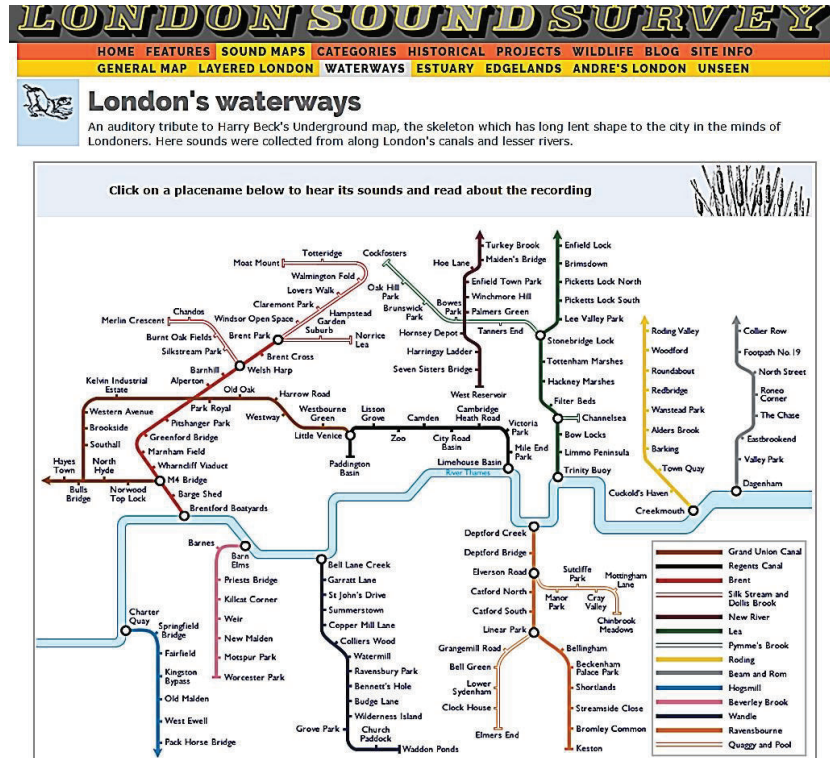 LONDON SOUND SURVEY
HOME FEATURES SOUND MAPS CATEGORIES HISTORICAL PROJECTS WILDLIFE BLOG SITE INFO
GENERAL MAP LAYERED LONDON WATERWAYS ESTUARY EDGELANDS ANDRE'S LONDON UNSEEN
London's waterways
An auditory tribute to Harry Beck's Underground map, the skeleton which has long lent shape to the city in the minds of
Londoners. Here sounds were collected from along London's canals and lesser rivers.
Click on a placename below to hear its sounds and read about the recording
Moat Mount
Totteridge
Walmington Fold
Lovers Walk
Claremont Park
Windsor Open Space
Hampstead
Garden
Suburb
Brent Park
Norrice
Lea
Chandos
Merlin Crescent
Burnt Oak Fields
Silkstream Park
Brent Cross
Welsh Harp
Barnhill
Alperton
Cockfosters
Oak Hill
Park
Brunswick
Park
Bowes
Park
Tanners End
Turkey Brook
Hoe Lane
Maiden's Bridge
Enfield Town Park
Winchmore Hill
Palmers Green
Hornsey Depot
Harringay Ladder
Seven Sisters Bridge
West Reservoir
Enfield Lock
Brimsdown
Picketts Lock North
Picketts Lock South
Lee Valley Park
Stonebridge Lock
Tottenham Marshes
Hackney Marshes
Filter Beds
Channelsea
Bow Locks
Limmo Peninsula
Trinity Buoy
Roding Valley
Woodford
Roundabout
Redbridge
Wanstead Park
Alders Brook
Barking
Town Quay
Cuckold's Haven
Creekmouth
Collier Row
Footpath No.19
North Street
Roneo
Corner
The Chase
Eastbrookend
Valley Park
Dagenham
Kelvin Industrial
Estate
Old Oak
Harrow Road
Western Avenue
Park Royal
Westway
Westbourne
Green
Little Venice
Brookside
Southall
Pitshanger Park
Greenford Bridge
Marnham Field
Wharncliff Viaduct
Hayes
Town
North
Hyde
Bulls
Bridge
Norwood
Top Lock
M4 Bridge
Barge Shed
Brentford Boatyards
Paddington
Basin
Lisson
Grove
Zoo
Camden
City Road
Basin
Cambridge
Heath Road
Victoria
Park
Mile End
Park
Limehouse Basin
River Thames
Barnes
Barn
Elms
Priests Bridge
Killcat Corner
Weir
New Malden
Motspur Park
Worcester Park
Charter
Quay
Springfield
Bridge
Fairfield
Kingston
Bypass
Old Malden
West Ewell
Pack Horse Bridge
Bell Lane Creek
Garratt Lane
St John's Drive
Summerstown
Copper Mill Lane
Colliers Wood
Watermill
Ravensbury Park
Bennett's Hole
Budge Lane
Wilderness Island
Grove Park
Church
Paddock
Waddon Ponds
Deptford Creek
Deptford Bridge
Elverson Road
Sutcliffe
Park
Mottingham
Lane
Manor
Park
Cray
Valley
Chinbrook
Meadows
Catford North
Catford South
Linear Park
Grangemill Road
Bell Green
Lower
Sydenham
Clock House
Elmers End
Bellingham
Beckenham
Palace Park
Shortlands
Streamside Close
Bromley Common
Keston
Grand Union Canal
Regents Canal
Brent
Silk Stream and
Dollis Brook
New River
Lea
Pymme's Brook
Roding
Beam and Rom
Hogsmill
Beverley Brook
Wandle
Ravensbourne
Quaggy and Pool